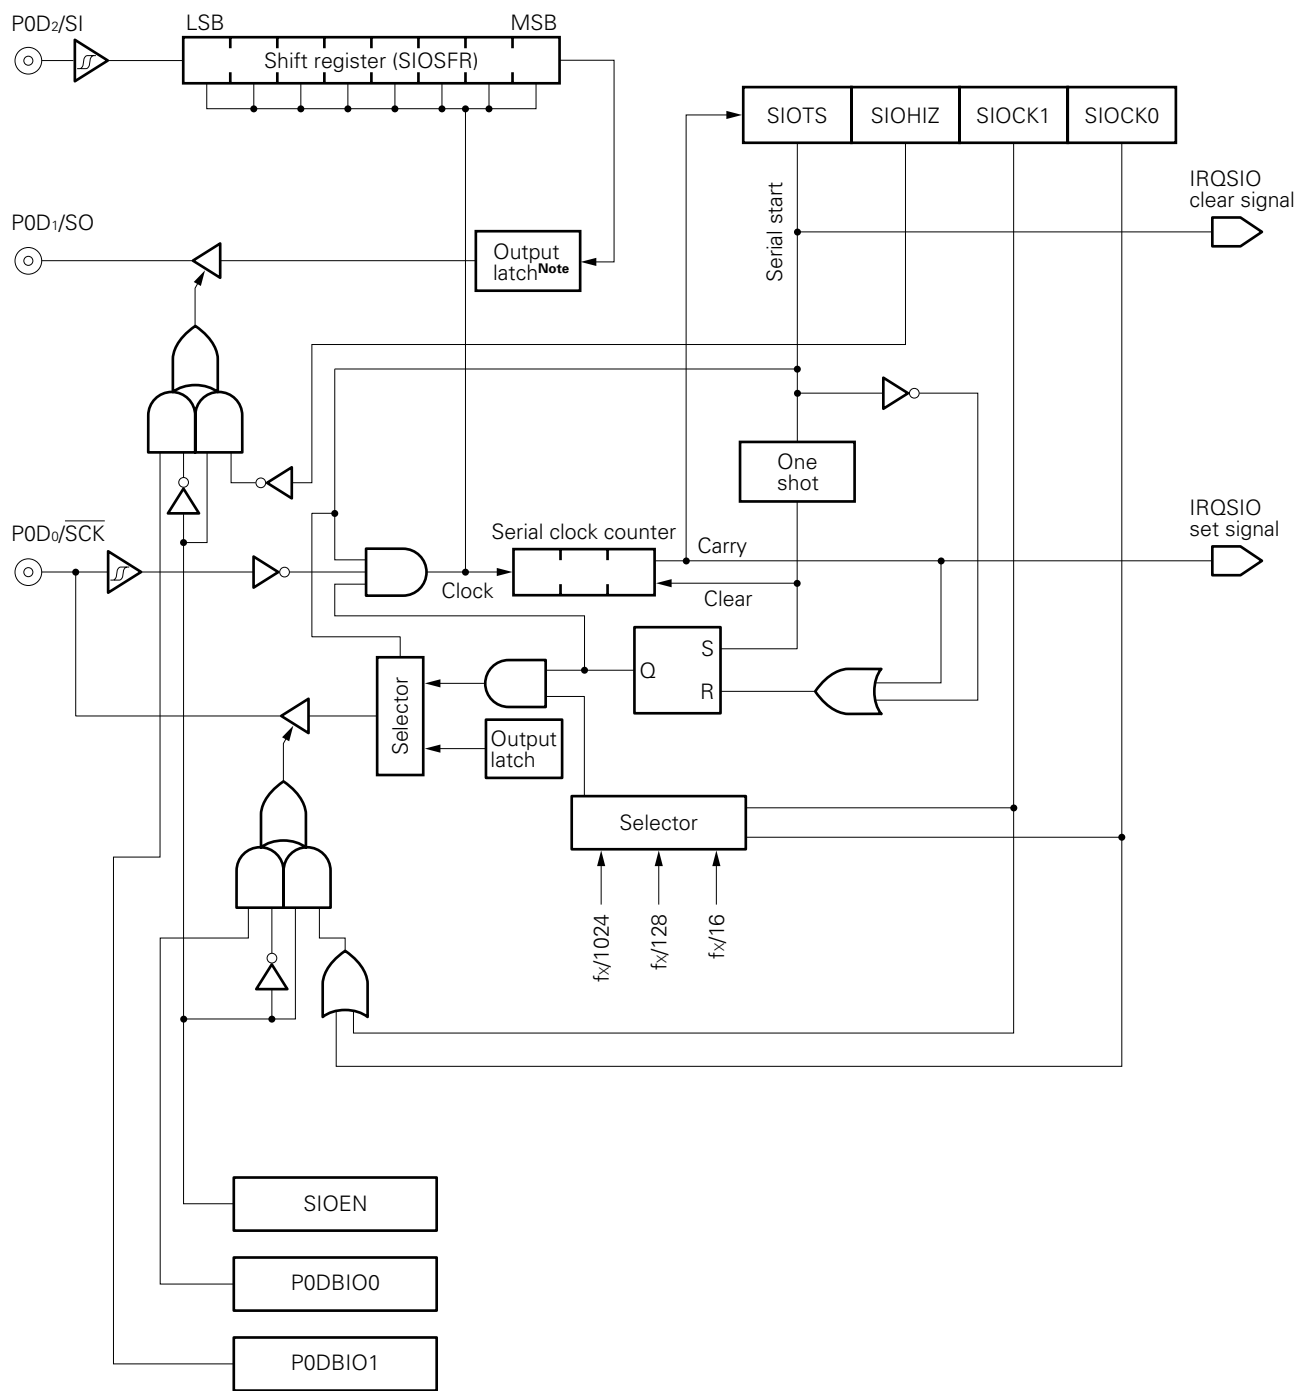 P0D₂/SI
LSB
MSB
Shift register (SIOSFR)
SIOTS
SIOHIZ
SIOCK1
SIOCK0
IRQSIO
clear signal
Serial start
P0D₁/SO
Output
latchNote
One
shot
P0D₀/S̅C̅K̅
Serial clock counter
Carry
IRQSIO
set signal
Clock
Clear
S
Q
R
Selector
Output
latch
Selector
fx/1024
fx/128
fx/16
SIOEN
P0DBIO0
P0DBIO1